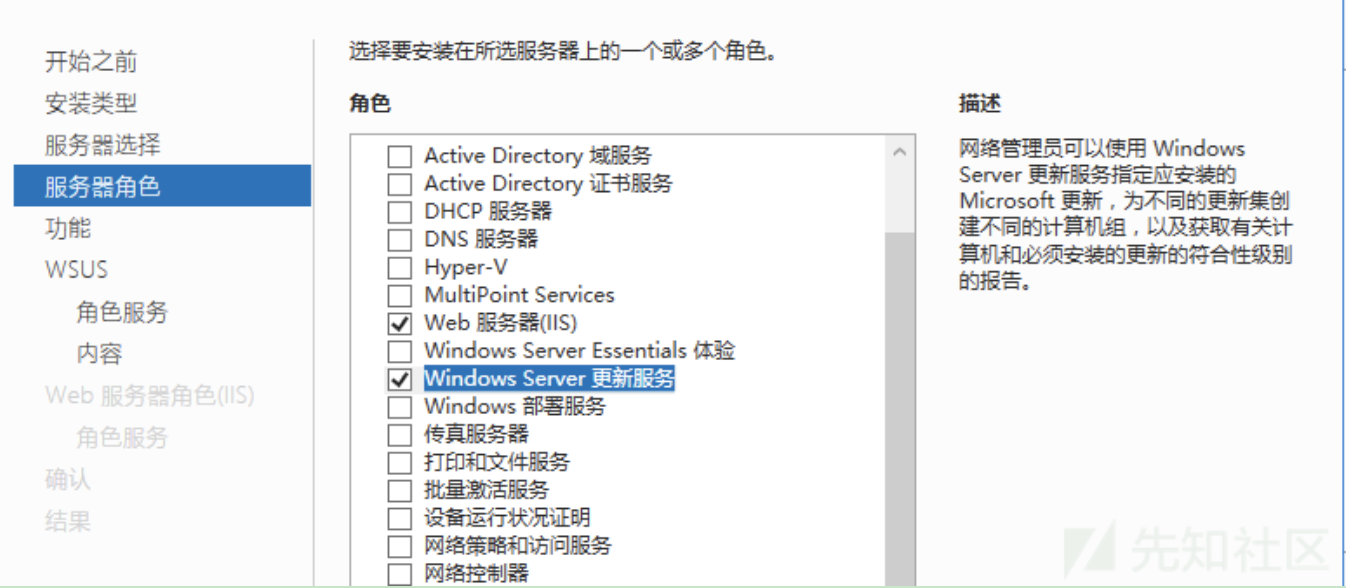 开始之前
安装类型
服务器选择
服务器角色
功能
WSUS
角色服务
内容
Web 服务器角色(IIS)
角色服务
确认
结果
选择要安装在所选服务器上的一个或多个角色。
角色
Active Directory 域服务
Active Directory 证书服务
DHCP 服务器
DNS 服务器
Hyper-V
MultiPoint Services
Web 服务器(IIS)
Windows Server Essentials 体验
Windows Server 更新服务
Windows 部署服务
传真服务器
打印和文件服务
批量激活服务
设备运行状况证明
网络策略和访问服务
网络控制器
描述
网络管理员可以使用 Windows
Server 更新服务指定应安装的
Microsoft 更新，为不同的更新集创
建不同的计算机组，以及获取有关计
算机和必须安装的更新的符合性级别
的报告。
先知社区